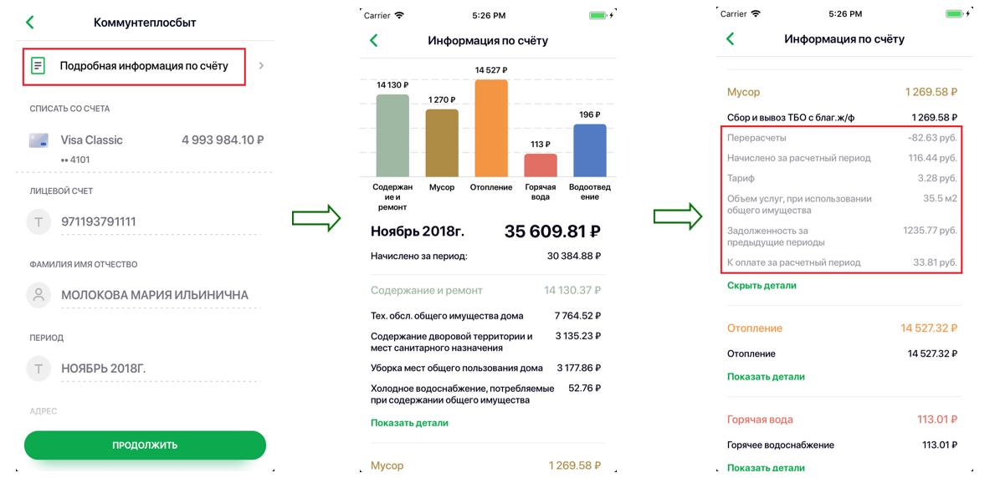 Коммунтеплосбыт
Подробная информация по счёту
СПИСАТЬ СО СЧЕТА
Visa Classic 4 993 984.10 ₽
•• 4101
ЛИЦЕВОЙ СЧЕТ
Т 971193791111
ФАМИЛИЯ ИМЯ ОТЧЕСТВО
МОЛОКОВА МАРИЯ ИЛЬИНИЧНА
ПЕРИОД
Т НОЯБРЬ 2018Г.
АДРЕС
ПРОДОЛЖИТЬ
Carrier 5:26 PM
Информация по счёту
14 527 ₽
14 130 ₽
1 270 ₽
196 ₽
113 ₽
Содержан
ие и
ремонт
Мусор
Отопление
Горячая
вода
Водоотвед
ение
Ноябрь 2018г. 35 609.81 ₽
Начислено за период: 30 384.88 ₽
Содержание и ремонт 14 130.37 ₽
Тех. обсл. общего имущества дома 7 764.52 ₽
Содержание дворовой территории и 3 135.23 ₽
мест санитарного назначения
Уборка мест общего пользования дома 3 177.86 ₽
Холодное водоснабжение, потребляемые 52.76 ₽
при содержании общего имущества
Показать детали
Мусор 1 269.58 ₽
Carrier 5:26 PM
Информация по счёту
Мусор 1 269.58 ₽
Сбор и вывоз ТБО с благ.ж/ф 1 269.58 ₽
Перерасчеты -82.63 руб.
Начислено за расчетный период 116.44 руб.
Тариф 3.28 руб.
Объем услуг, при использовании 35.5 м2
общего имущества
Задолженность за 1235.77 руб.
предыдущие периоды
К оплате за расчетный период 33.81 руб.
Скрыть детали
Отопление 14 527.32 ₽
Отопление 14 527.32 ₽
Показать детали
Горячая вода 113.01 ₽
Горячее водоснабжение 113.01 ₽
Показать детали